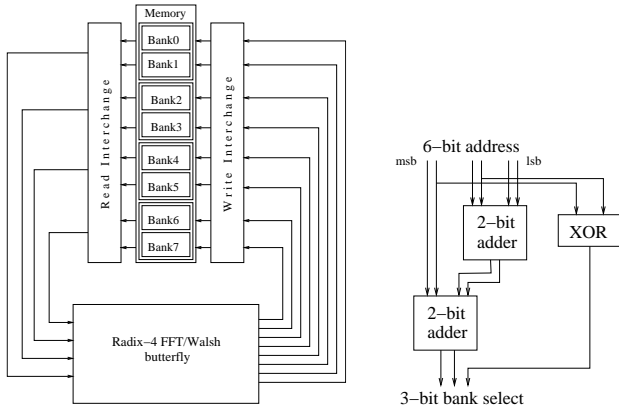 Memory
Bank0
Bank1
Bank2
Bank3
Bank4
Bank5
Bank6
Bank7
Read Interchange
Write Interchange
Radix−4 FFT/Walsh
butterfly
6−bit address
msb
lsb
2−bit
adder
XOR
2−bit
adder
3−bit bank select